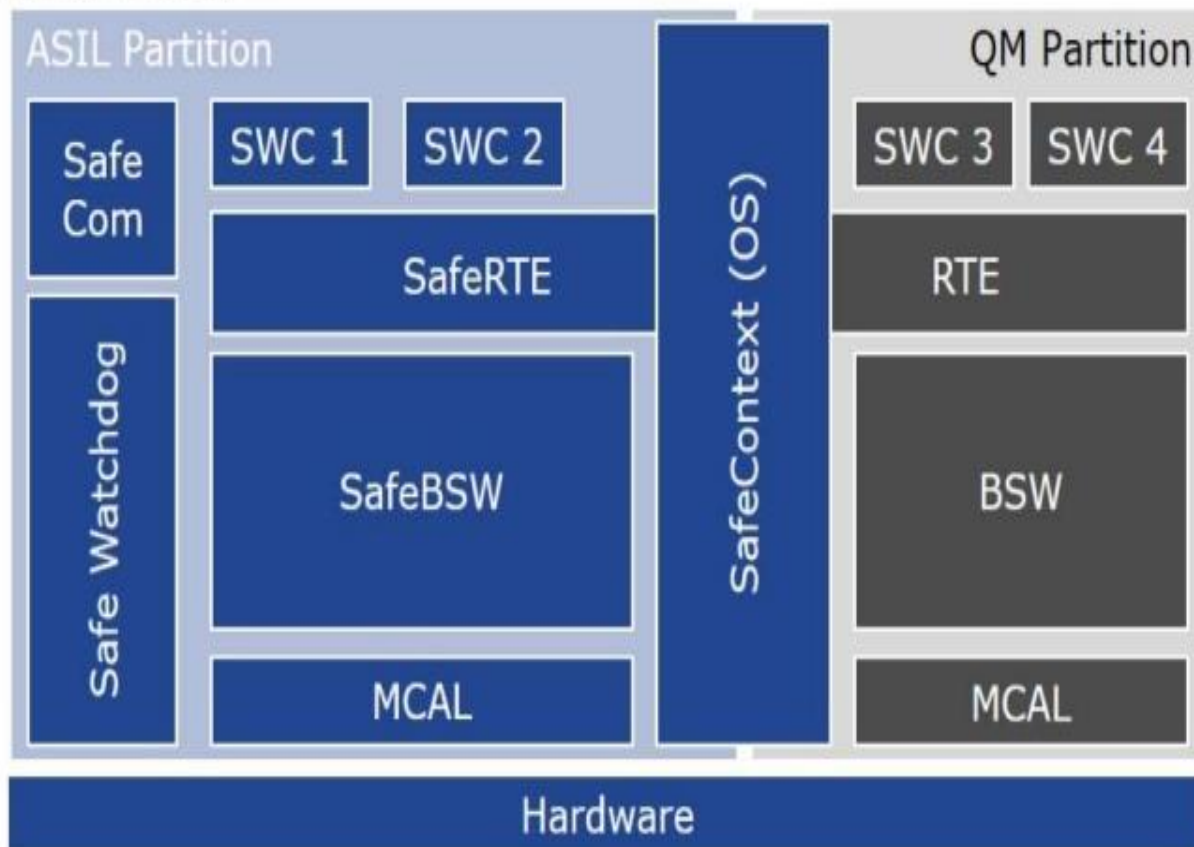 ASIL Partition
QM Partition
Safe
Com
SWC 1
SWC 2
SWC 3
SWC 4
SafeRTE
RTE
SafeContext (OS)
Safe Watchdog
SafeBSW
BSW
MCAL
MCAL
Hardware